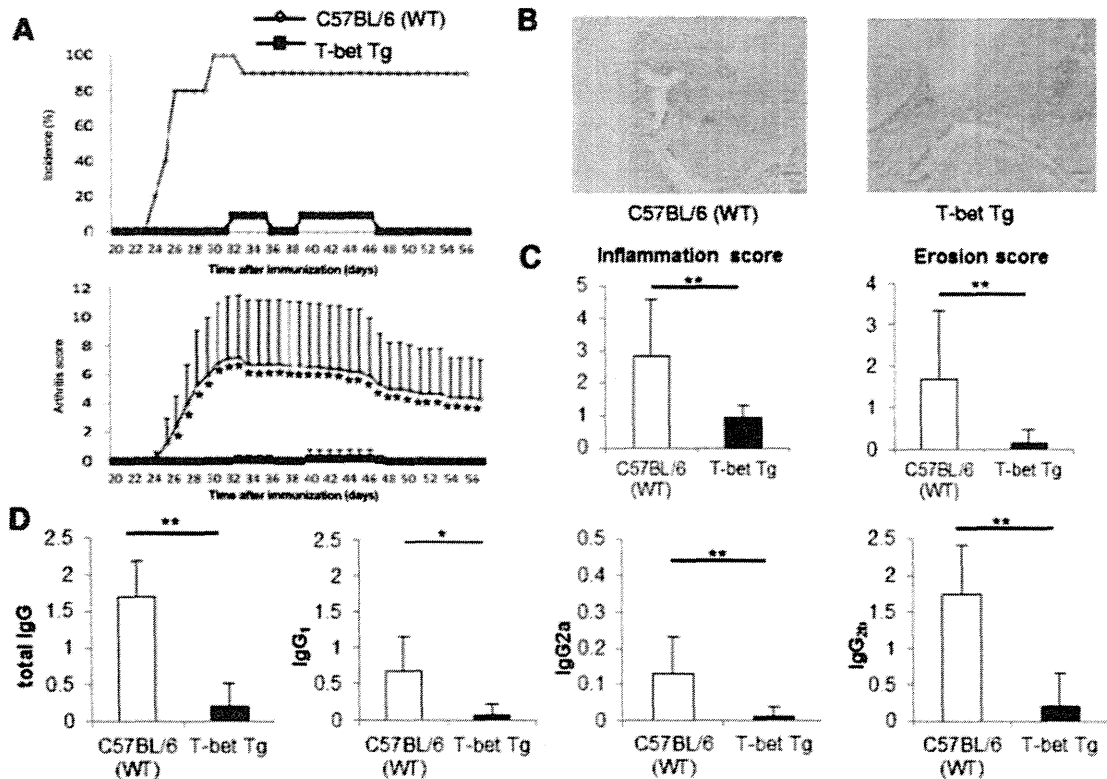 A
C57BL/6 (WT)
T-bet Tg
100
80
60
40
20
0
Incidence (%)
20 22 24 26 28 30 32 34 36 38 40 42 44 46 48 50 52 54 56
Time after immunization (days)
12
10
8
6
4
2
0
Arthritis score
20 22 24 26 28 30 32 34 36 38 40 42 44 46 48 50 52 54 56
Time after immunization (days)
B
C57BL/6 (WT)
T-bet Tg
C
Inflammation score
**
5
4
3
2
1
0
C57BL/6
(WT)
T-bet Tg
Erosion score
**
4
3
2
1
0
C57BL/6
(WT)
T-bet Tg
D
**
2.5
2
1.5
1
0.5
0
total IgG
C57BL/6
(WT)
T-bet Tg
*
2.5
2
1.5
1
0.5
0
IgG1
C57BL/6
(WT)
T-bet Tg
**
0.5
0.4
0.3
0.2
0.1
0
IgG2a
C57BL/6
(WT)
T-bet Tg
**
2.5
2
1.5
1
0.5
0
IgG2b
C57BL/6
(WT)
T-bet Tg